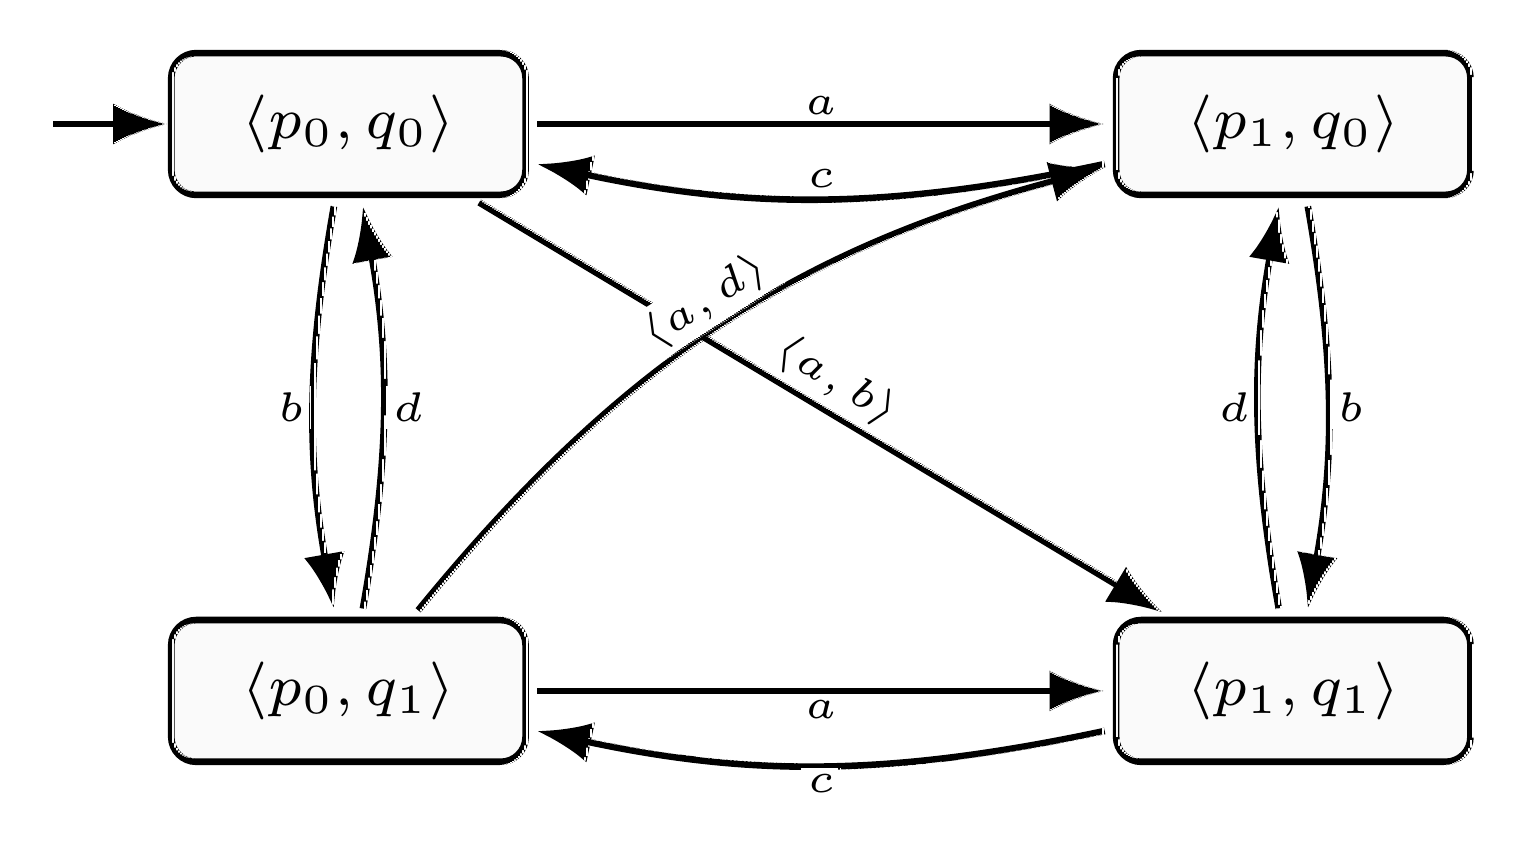 ⟨p₀, q₀⟩
a
⟨p₁, q₀⟩
c
⟨a, d⟩
⟨a, b⟩
b
d
d
b
⟨p₀, q₁⟩
a
⟨p₁, q₁⟩
c